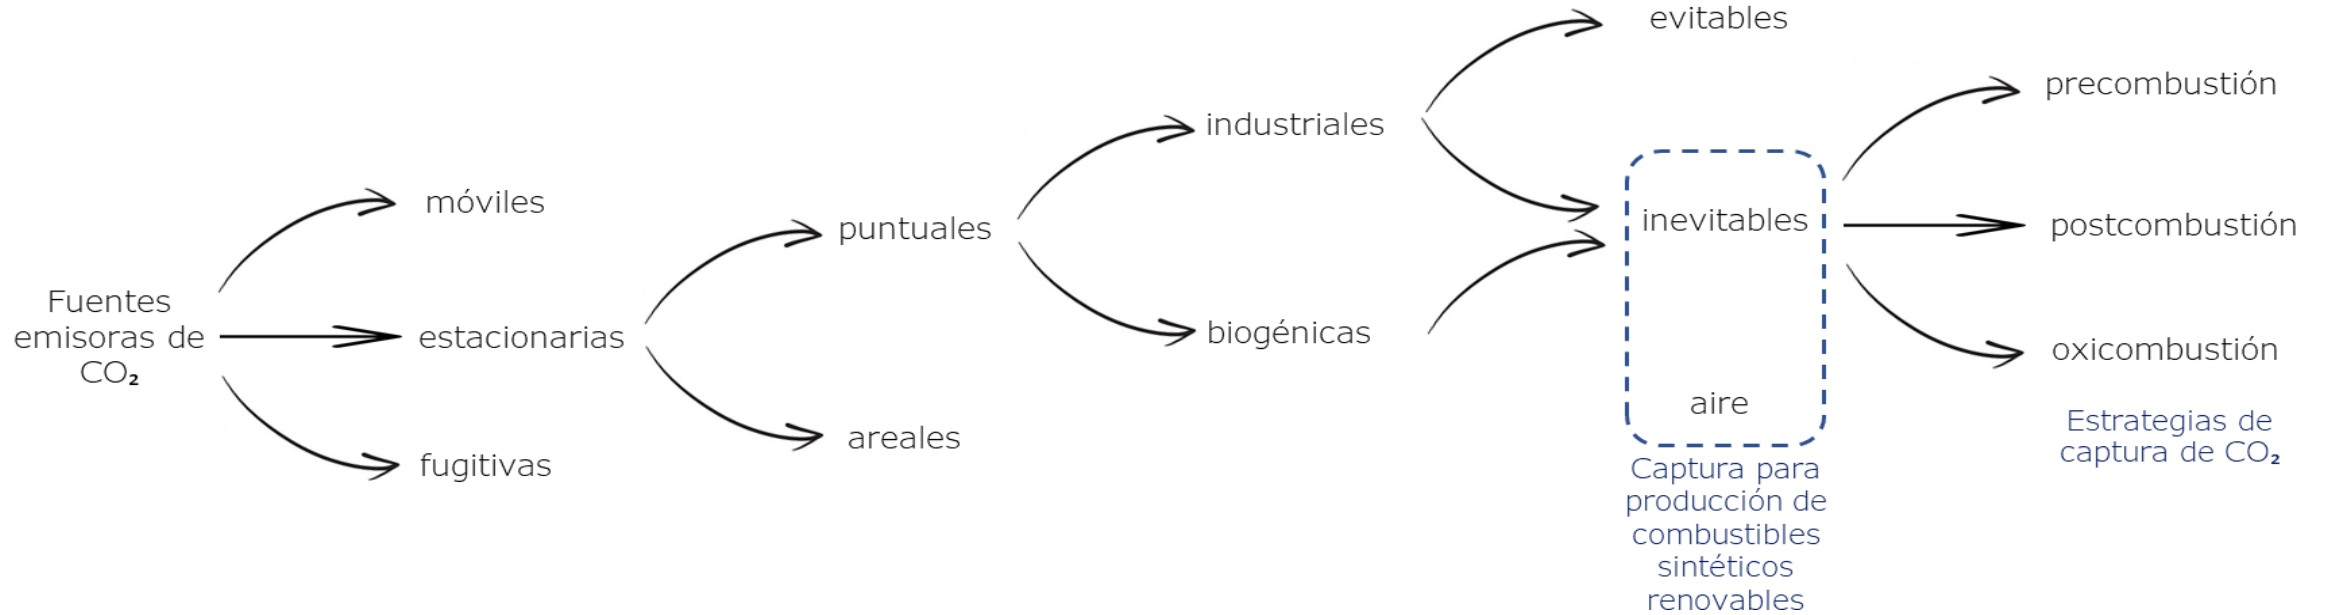 Fuentes
emisoras de
CO₂
móviles
estacionarias
fugitivas
puntuales
areales
industriales
biogénicas
evitables
inevitables
aire
Captura para
producción de
combustibles
sintéticos
renovables
precombustión
postcombustión
oxicombustión
Estrategias de
captura de CO₂